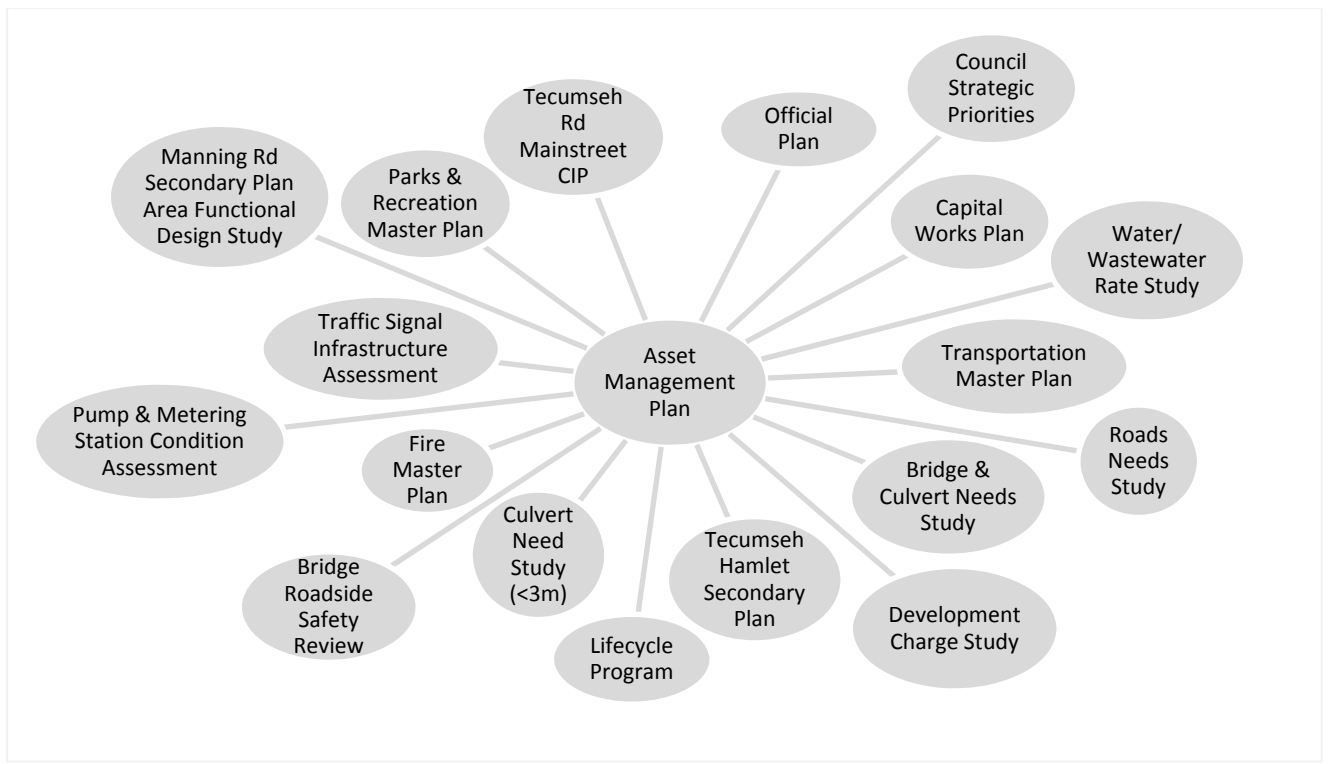 Council
Strategic
Priorities
Tecumseh
Rd
Mainstreet
CIP
Official
Plan
Manning Rd
Secondary Plan
Area Functional
Design Study
Parks &
Recreation
Master Plan
Capital
Works Plan
Water/
Wastewater
Rate Study
Traffic Signal
Infrastructure
Assessment
Asset
Management
Plan
Transportation
Master Plan
Pump & Metering
Station Condition
Assessment
Fire
Master
Plan
Roads
Needs
Study
Bridge &
Culvert Needs
Study
Culvert
Need
Study
(<3m)
Tecumseh
Hamlet
Secondary
Plan
Bridge
Roadside
Safety
Review
Development
Charge Study
Lifecycle
Program